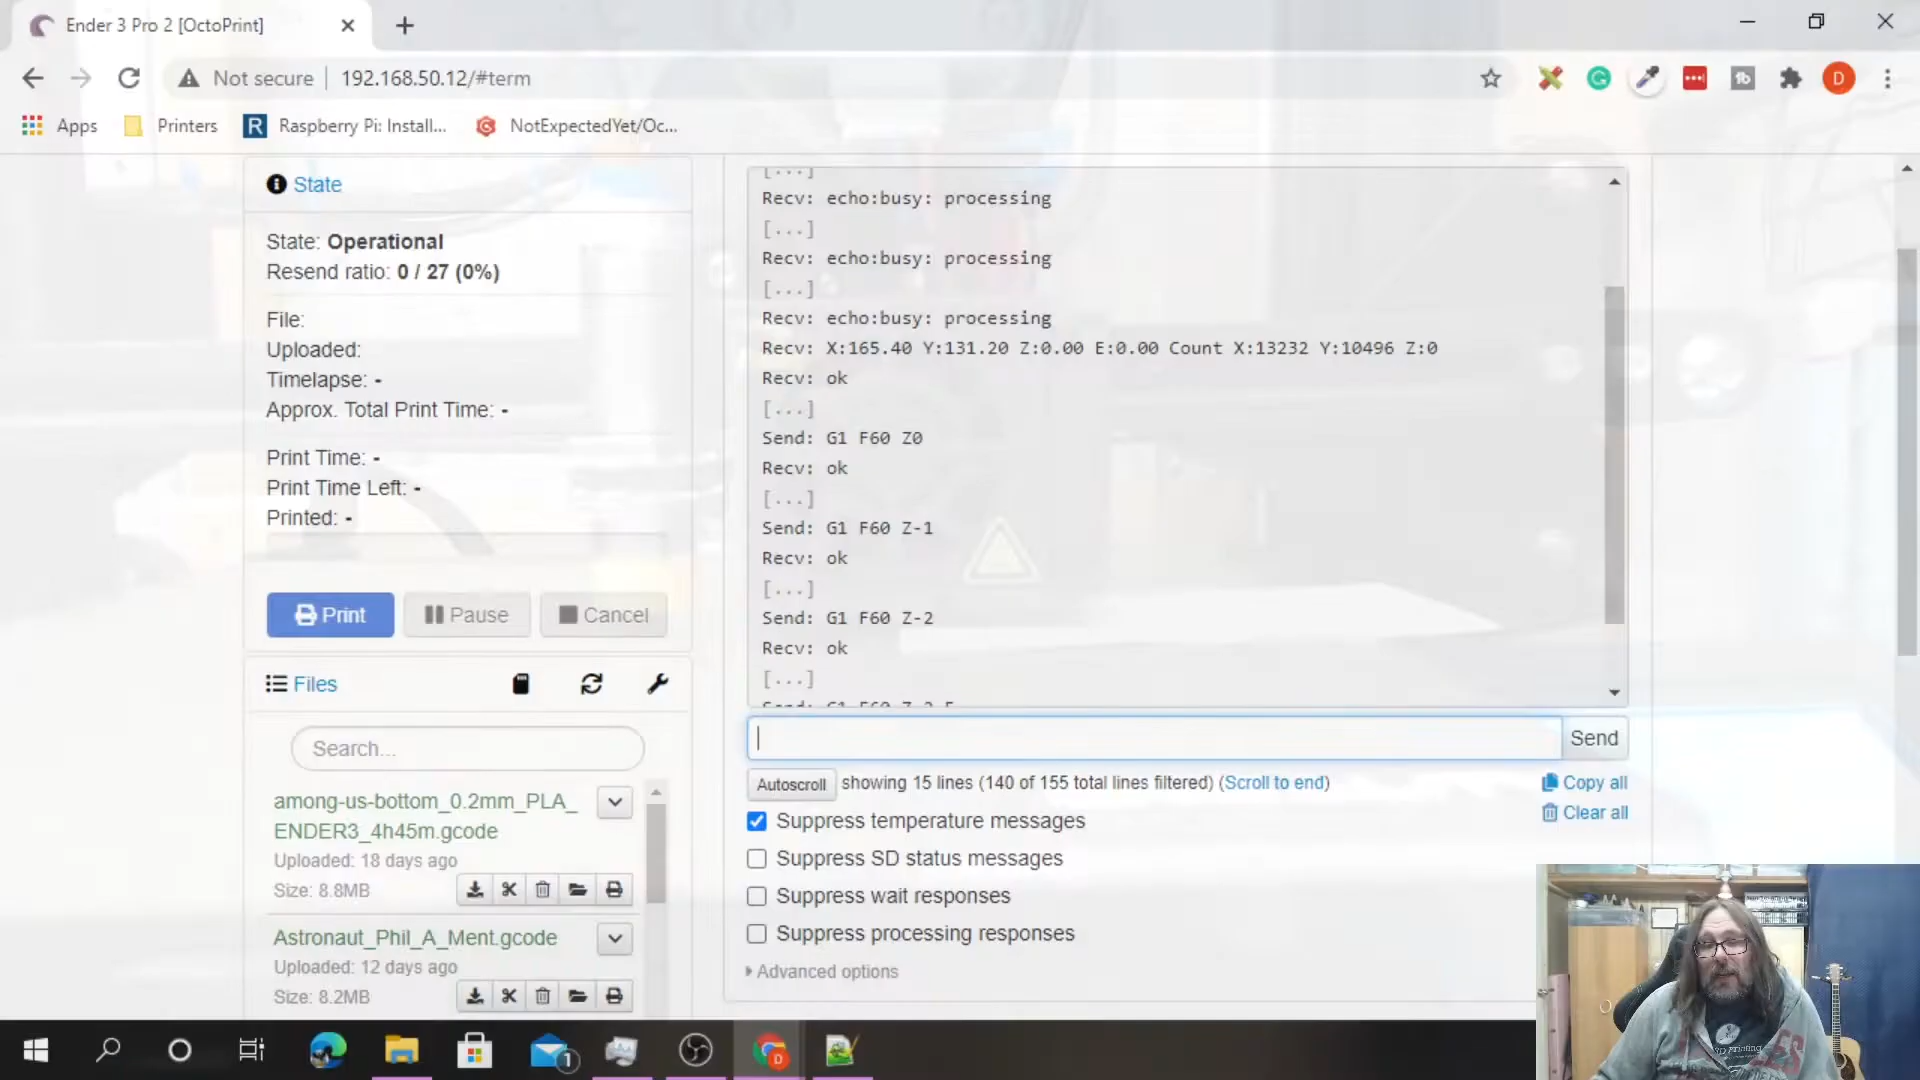 Ender 3 Pro 2 [OctoPrint]
Not secure
192.168.50.12/#term
D
Apps
Printers
R
Raspberry Pi: Install...
NotExpectedYet/Oc...
State
State: Operational
Resend ratio: 0 / 27 (0%)
File:
Uploaded:
Timelapse: -
Approx. Total Print Time: -
Print Time: -
Print Time Left: -
Printed: -
Print
Pause
Cancel
Files
Search...
among-us-bottom_0.2mm_PLA_
ENDER3_4h45m.gcode
Uploaded: 18 days ago
Size: 8.8MB
Astronaut_Phil_A_Ment.gcode
Uploaded: 12 days ago
Size: 8.2MB
[...]
Recv: echo:busy: processing
[...]
Recv: echo:busy: processing
[...]
Recv: echo:busy: processing
Recv: X:165.40 Y:131.20 Z:0.00 E:0.00 Count X:13232 Y:10496 Z:0
Recv: ok
[...]
Send: G1 F60 Z0
Recv: ok
[...]
Send: G1 F60 Z-1
Recv: ok
[...]
Send: G1 F60 Z-2
Recv: ok
[...]
Send: G1 F60
Send
Autoscroll
showing 15 lines (140 of 155 total lines filtered) (Scroll to end)
Copy all
Clear all
Suppress temperature messages
Suppress SD status messages
Suppress wait responses
Suppress processing responses
Advanced options
1
D